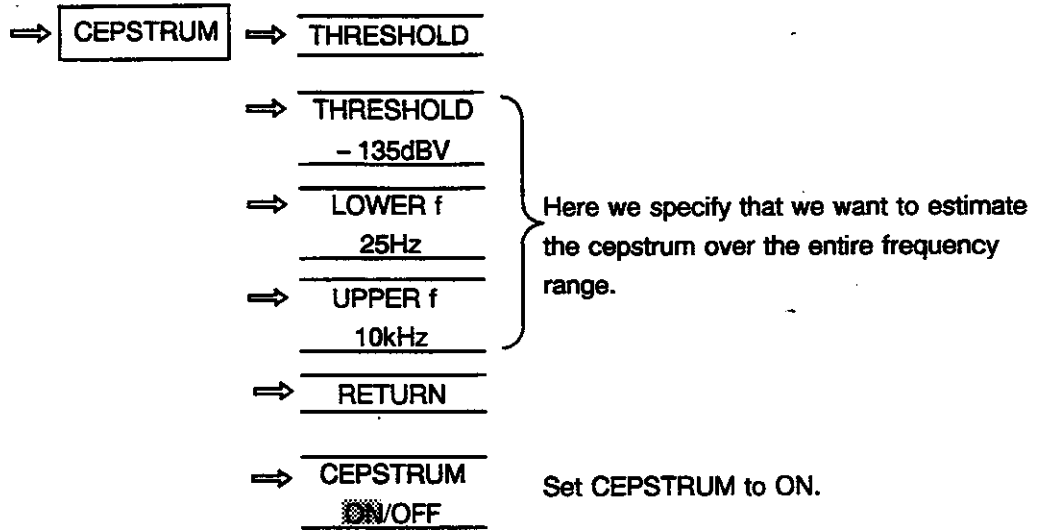 ⇒ CEPSTRUM ⇒ THRESHOLD
⇒ THRESHOLD
– 135dBV
⇒ LOWER f
25Hz
Here we specify that we want to estimate
the cepstrum over the entire frequency
range.
⇒ UPPER f
10kHz
⇒ RETURN
⇒ CEPSTRUM
ON/OFF
Set CEPSTRUM to ON.